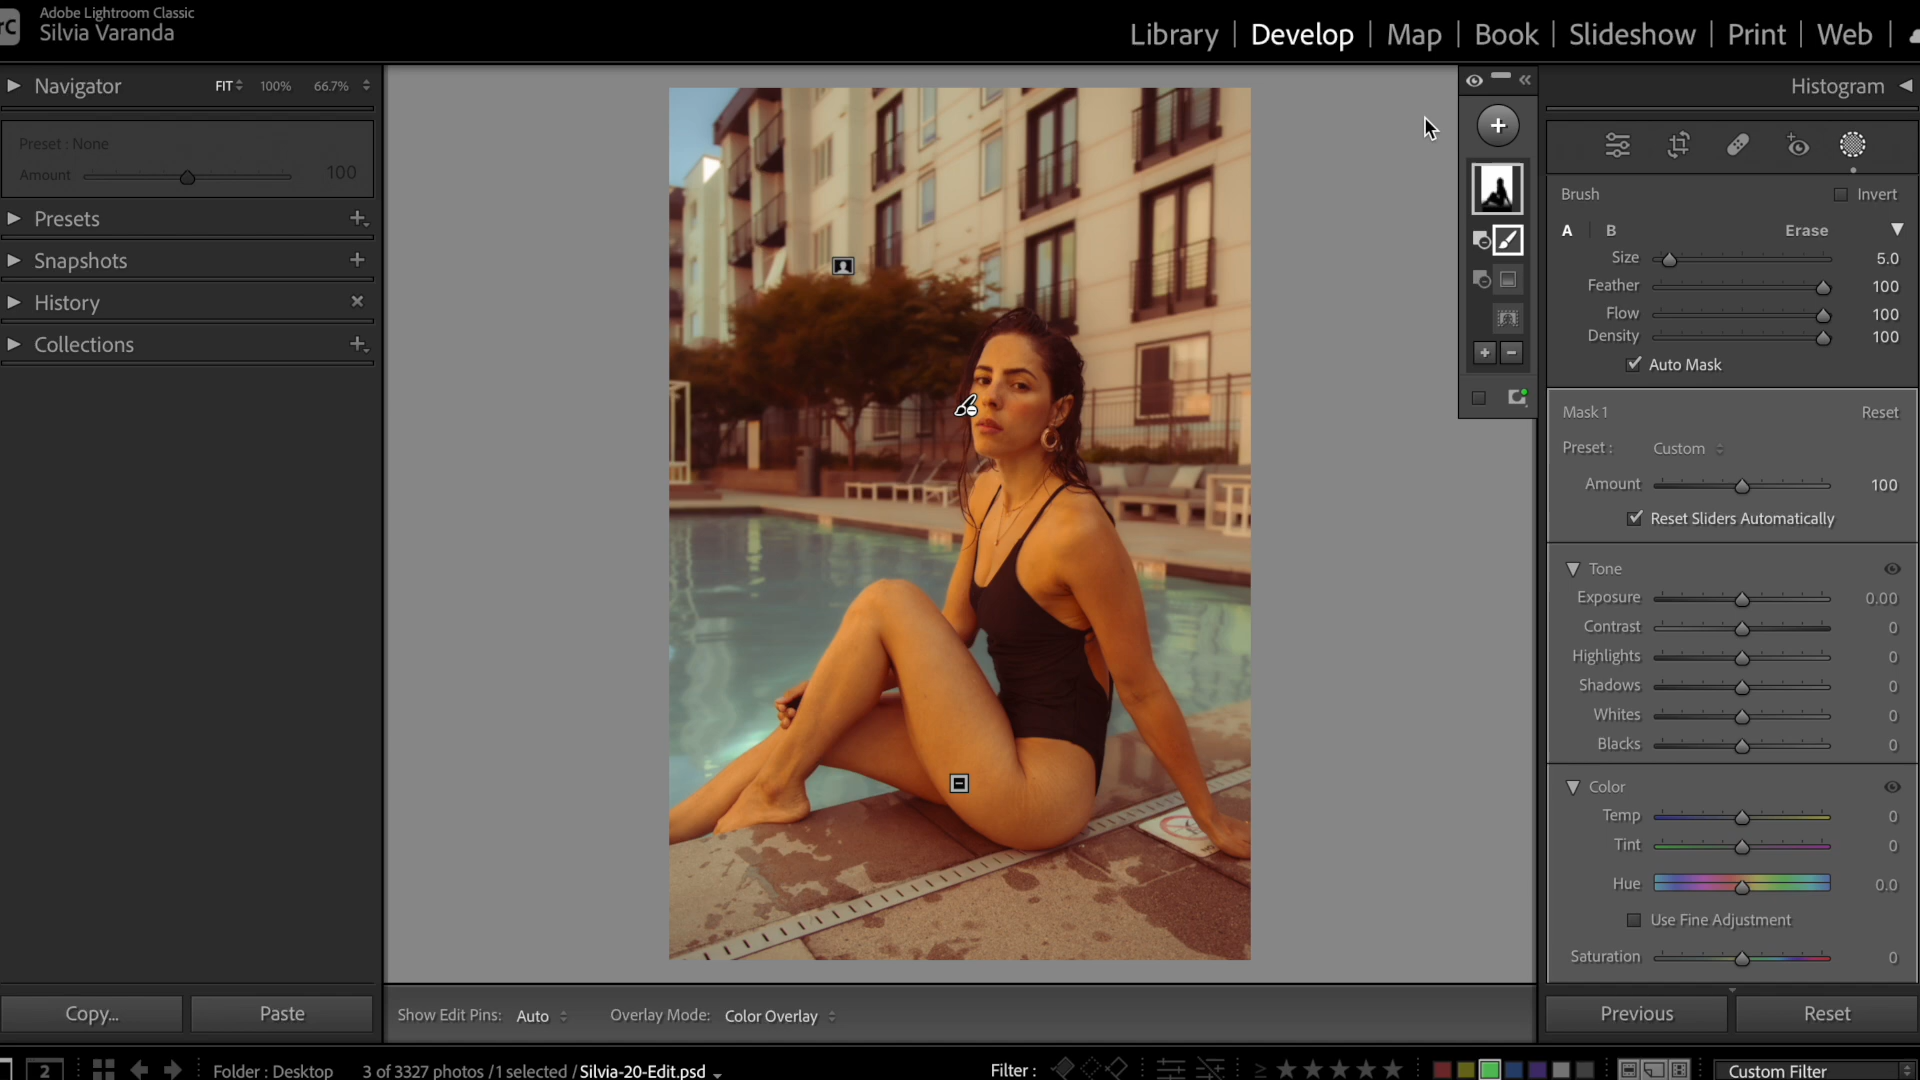 Adobe Lightroom Classic
rC
Silvia Varanda
Library | Develop | Map | Book | Slideshow | Print | Web |
Navigator FIT 100% 66.7%
Preset : None
Amount 100
Presets
Snapshots
History
Collections
Histogram
Brush Invert
A B Erase
Size 5.0
Feather 100
Flow 100
Density 100
Auto Mask
Mask 1 Reset
Preset : Custom
Amount 100
Reset Sliders Automatically
Tone
Exposure 0.00
Contrast 0
Highlights 0
Shadows 0
Whites 0
Blacks 0
Color
Temp 0
Tint 0
Hue 0.0
Use Fine Adjustment
Saturation 0
Copy... Paste
Show Edit Pins: Auto Overlay Mode: Color Overlay
Previous Reset
2 Folder : Desktop 3 of 3327 photos /1 selected / Silvia-20-Edit.psd Filter : ≥ Custom Filter